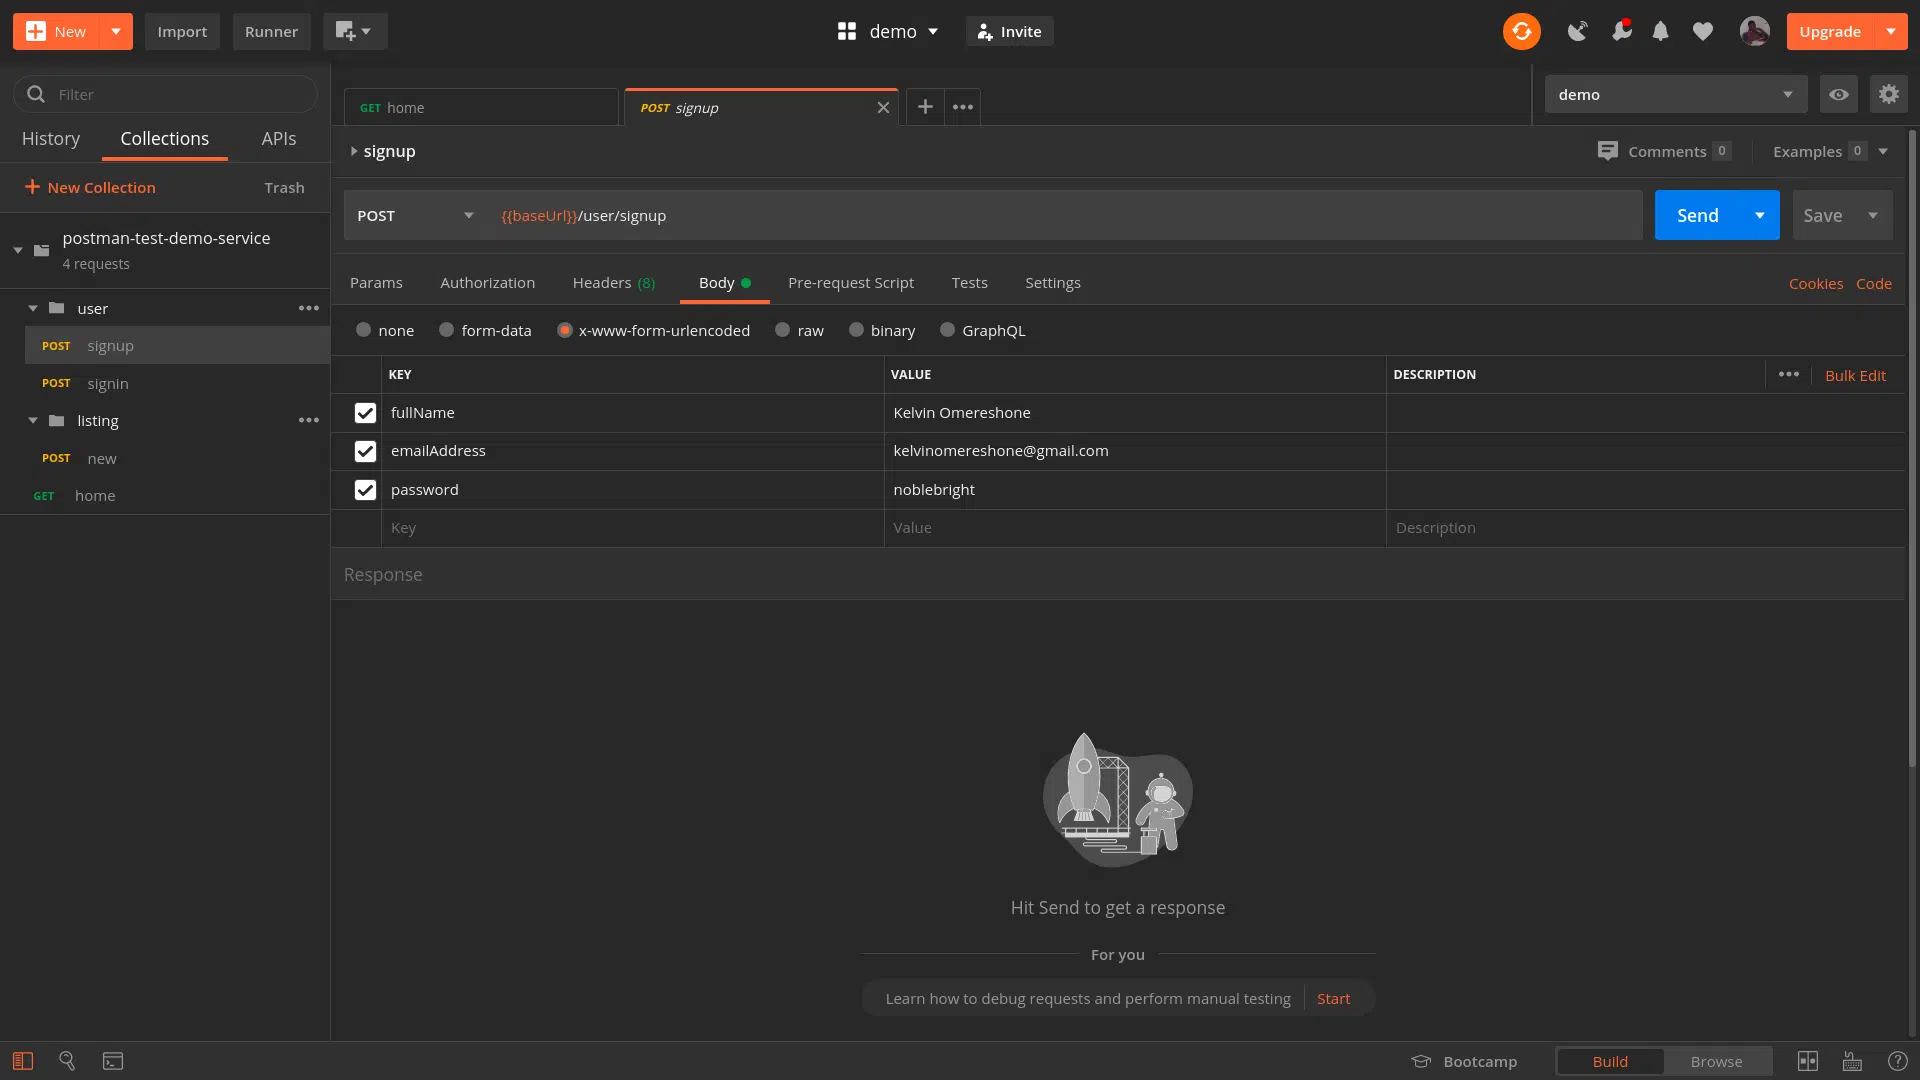 New
Import
Runner
demo
Invite
Upgrade
Filter
History
Collections
APIs
New Collection
Trash
postman-test-demo-service
4 requests
user
POST signup
POST signin
listing
POST new
GET home
GET home
POST signup
demo
signup
Comments 0
Examples 0
POST
{{baseUrl}}/user/signup
Send
Save
Params
Authorization
Headers (8)
Body
Pre-request Script
Tests
Settings
Cookies
Code
none
form-data
x-www-form-urlencoded
raw
binary
GraphQL
KEY
VALUE
DESCRIPTION
Bulk Edit
fullName
Kelvin Omereshone
emailAddress
kelvinomereshone@gmail.com
password
noblebright
Key
Value
Description
Response
Hit Send to get a response
For you
Learn how to debug requests and perform manual testing
Start
Bootcamp
Build
Browse